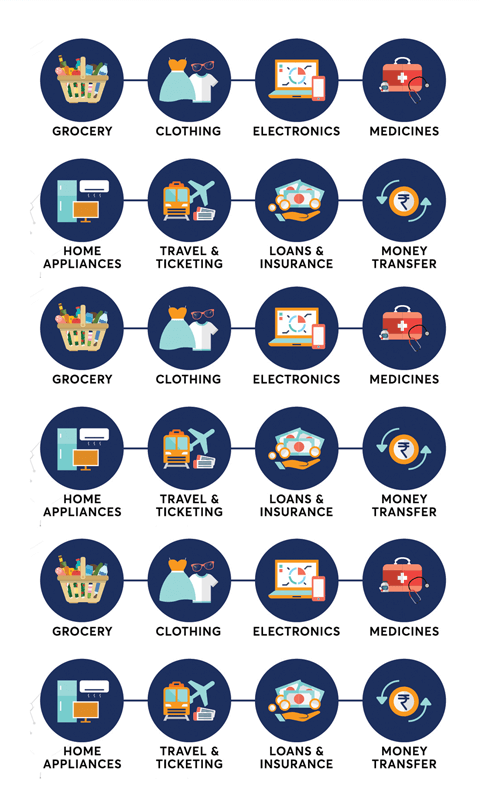 GROCERY CLOTHING ELECTRONICS MEDICINES
₹
HOME TRAVEL & LOANS & MONEY
APPLIANCES TICKETING INSURANCE TRANSFER
GROCERY CLOTHING ELECTRONICS MEDICINES
₹
HOME TRAVEL & LOANS & MONEY
APPLIANCES TICKETING INSURANCE TRANSFER
GROCERY CLOTHING ELECTRONICS MEDICINES
₹
HOME TRAVEL & LOANS & MONEY
APPLIANCES TICKETING INSURANCE TRANSFER